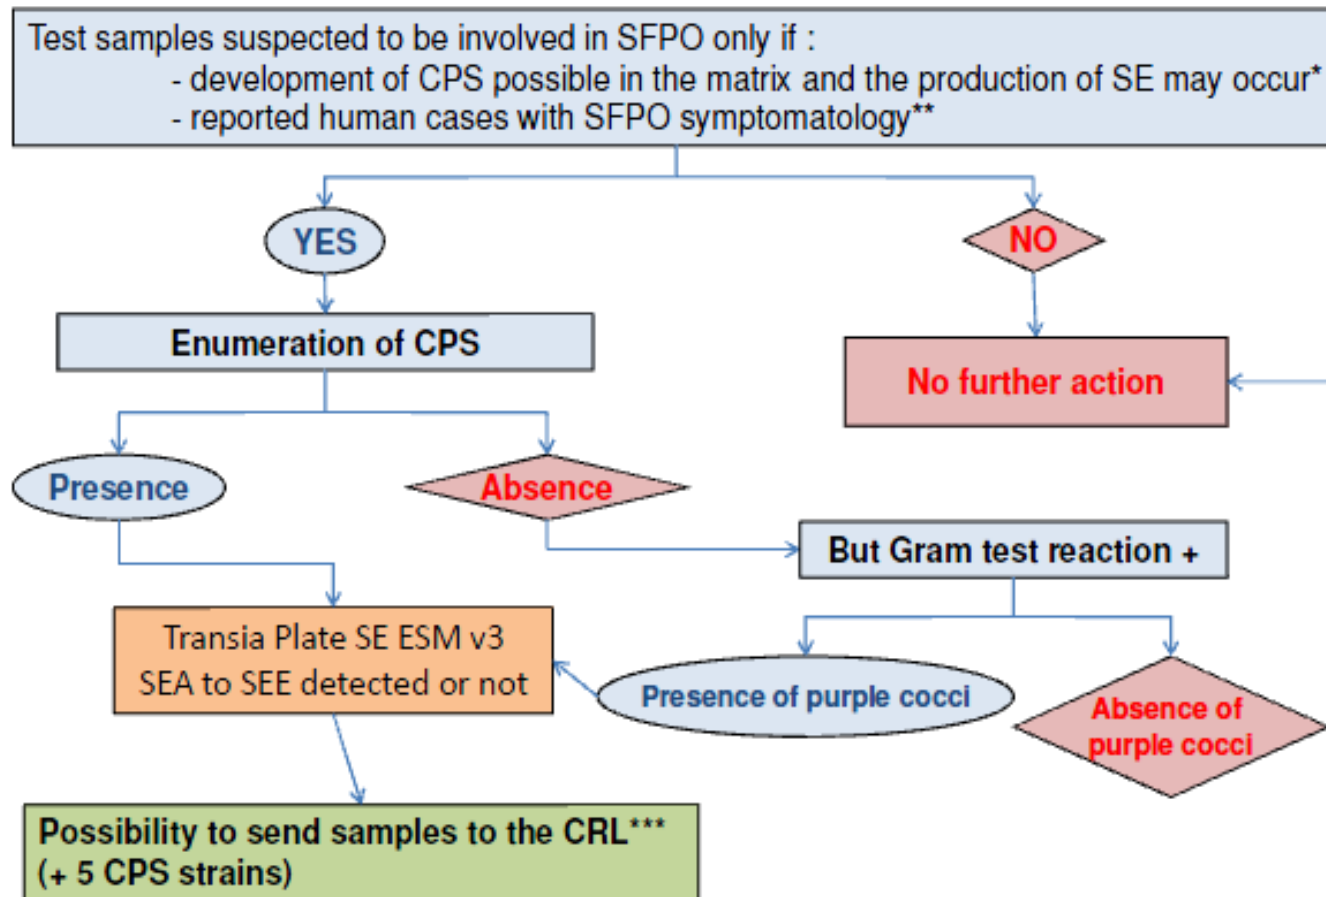 Test samples suspected to be involved in SFPO only if :
- development of CPS possible in the matrix and the production of SE may occur*
- reported human cases with SFPO symptomatology**
YES
NO
Enumeration of CPS
No further action
Presence
Absence
But Gram test reaction +
Transia Plate SE ESM v3
SEA to SEE detected or not
Presence of purple cocci
Absence of
purple cocci
Possibility to send samples to the CRL***
(+ 5 CPS strains)